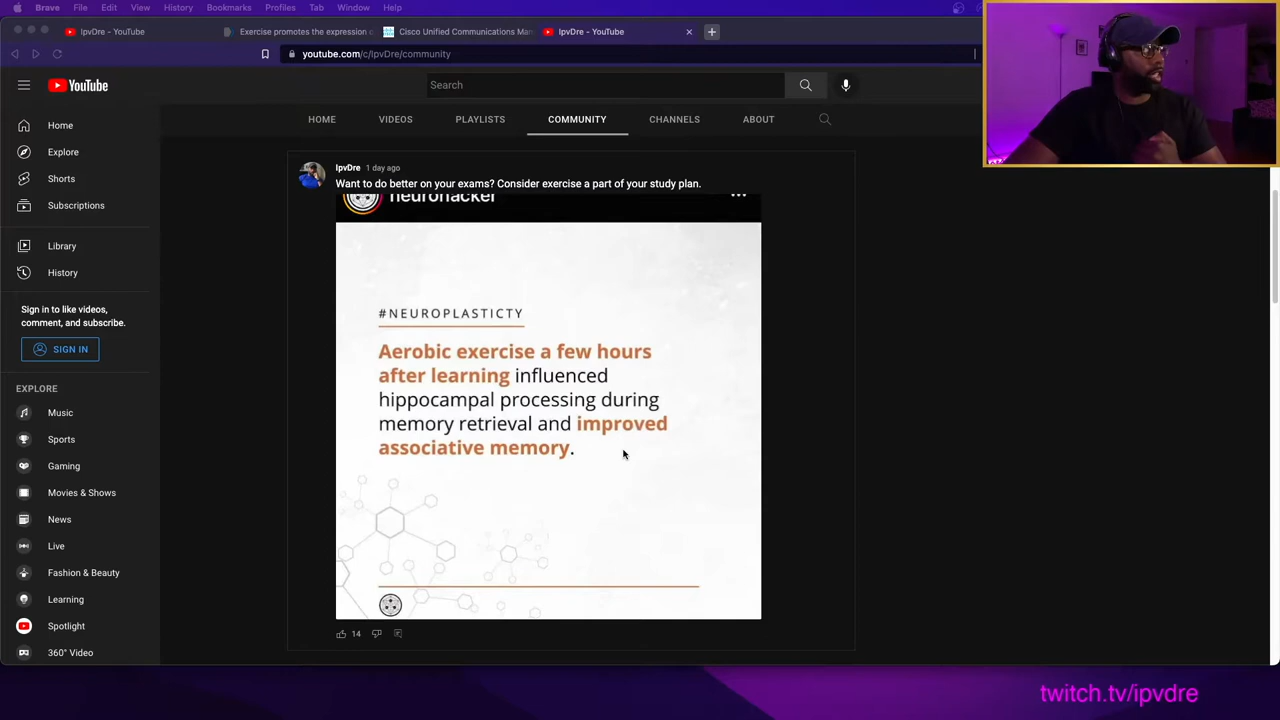 Brave File Edit View History Bookmarks Profiles Tab Window Help
IpvDre - YouTube
Exercise promotes the expression
Cisco Unified Communications Man
IpvDre - YouTube
youtube.com/c/IpvDre/community
YouTube
Search
HOME VIDEOS PLAYLISTS COMMUNITY CHANNELS ABOUT
Home
Explore
Shorts
Subscriptions
Library
History
Sign in to like videos,
comment, and subscribe.
SIGN IN
EXPLORE
Music
Sports
Gaming
Movies & Shows
News
Live
Fashion & Beauty
Learning
Spotlight
360° Video
IpvDre 1 day ago
Want to do better on your exams? Consider exercise a part of your study plan.
neurohacker
#NEUROPLASTICTY
Aerobic exercise a few hours
after learning influenced
hippocampal processing during
memory retrieval and improved
associative memory.
14
twitch.tv/ipvdre